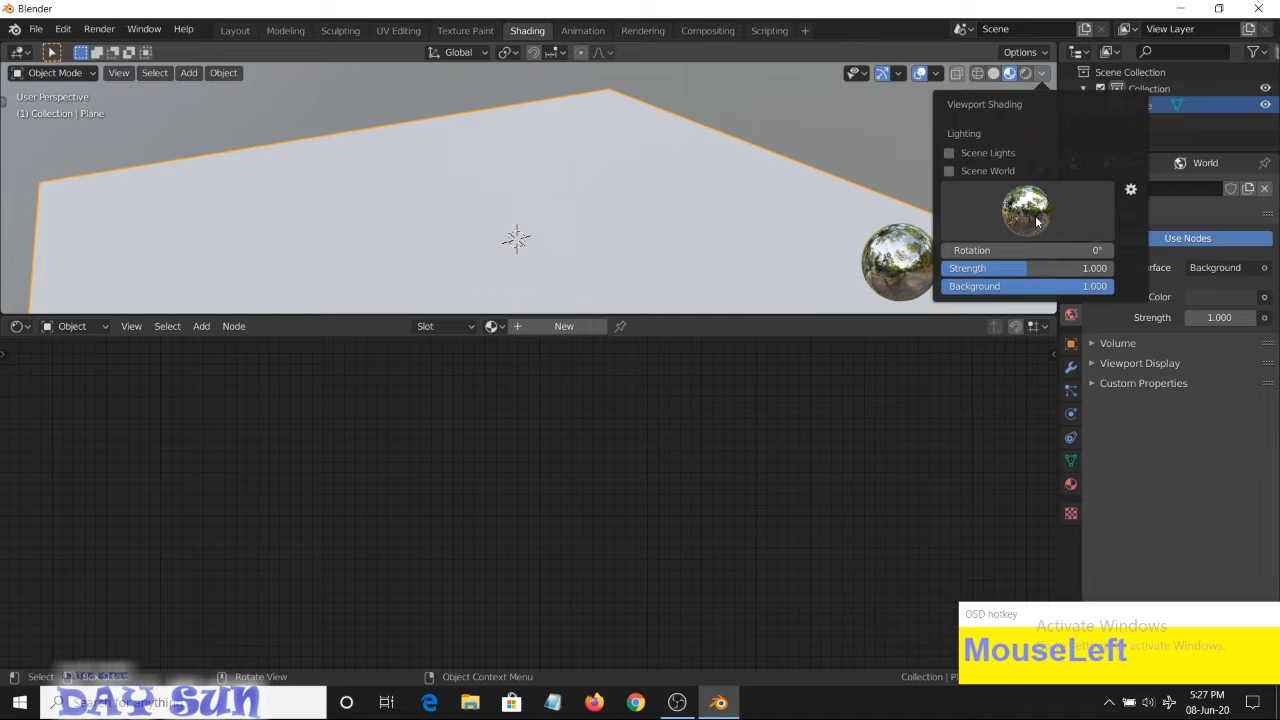 Blender
File Edit Render Window Help Layout Modeling Sculpting UV Editing Texture Paint Shading Animation Rendering Compositing Scripting + Scene View Layer
Global Options
Object Mode View Select Add Object
Scene Collection
Collection
User Perspective
(1) Collection | Plane
Viewport Shading
Lighting
Scene Lights
Scene World
World
Rotation 0°
Strength 1.000
Background 1.000
Use Nodes
Background
Color
Strength 1.000
Volume
Viewport Display
Custom Properties
Object View Select Add Node Slot New
OSD hotkey
Activate Windows
MouseLeft
Select
Rotate View
Object Context Menu
Collection | Pl
DAY SUN
5:27 PM
08-Jun-20